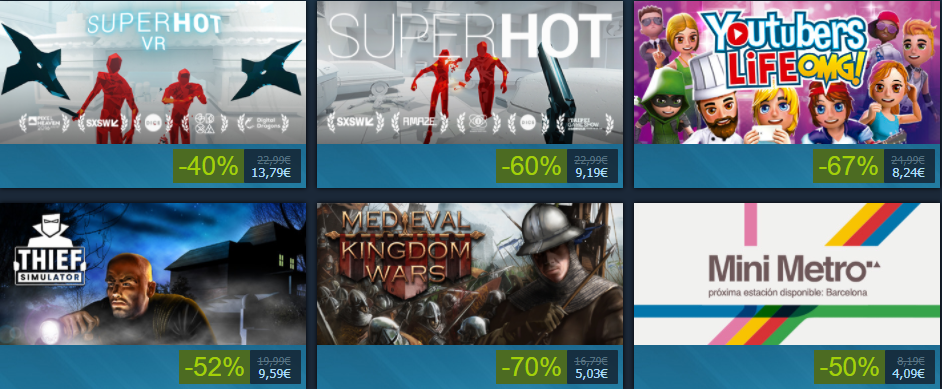 SUPERHOT
VR
SXSW
Digital
Dragons
-40%
22,99€
13,79€
SUPERHOT
SXSW
AMAZE
-60%
22,99€
9,19€
Youtubers
LiFE OMG!
-67%
24,99€
8,24€
THIEF
SIMULATOR
-52%
19,99€
9,59€
MEDIEVAL
KINGDOM
WARS
-70%
16,79€
5,03€
Mini Metro
próxima estación disponible: Barcelona
-50%
8,19€
4,09€